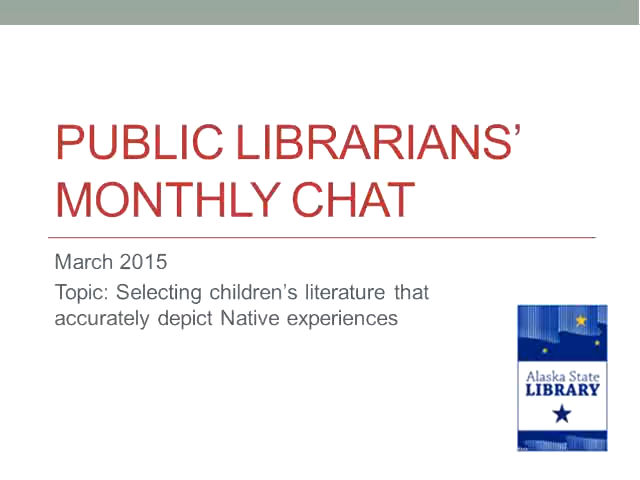 PUBLIC LIBRARIANS’
MONTHLY CHAT
March 2015
Topic: Selecting children’s literature that
accurately depict Native experiences
Alaska State
LIBRARY